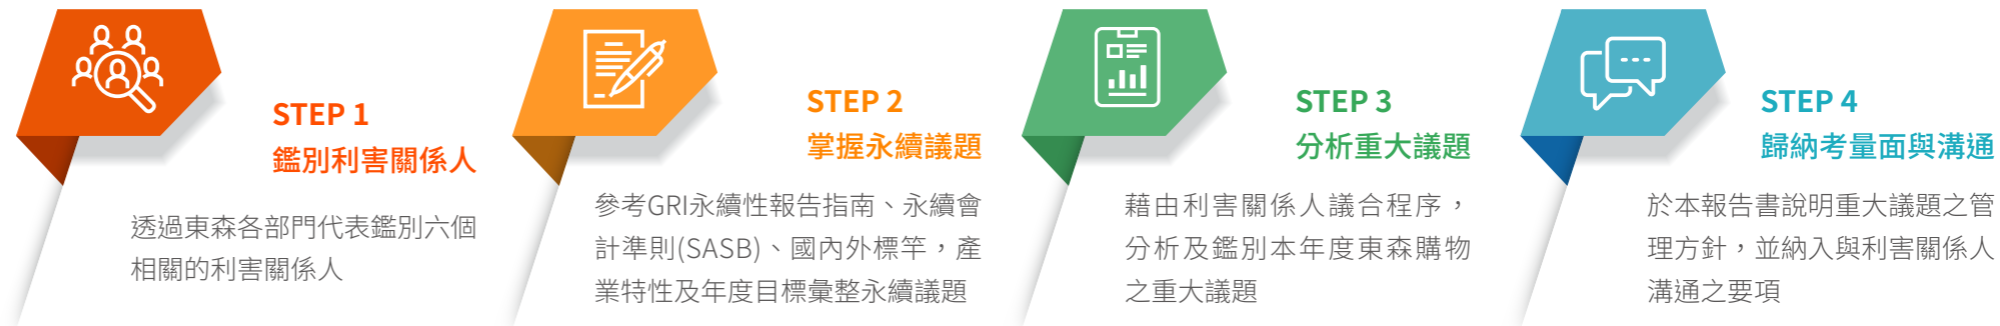 STEP 1
鑑別利害關係人
透過東森各部門代表鑑別六個
相關的利害關係人
STEP 2
掌握永續議題
參考GRI永續性報告指南、永續會
計準則(SASB)、國內外標竿，產
業特性及年度目標彙整永續議題
STEP 3
分析重大議題
藉由利害關係人議合程序，
分析及鑑別本年度東森購物
之重大議題
STEP 4
歸納考量面與溝通
於本報告書說明重大議題之管
理方針，並納入與利害關係人
溝通之要項